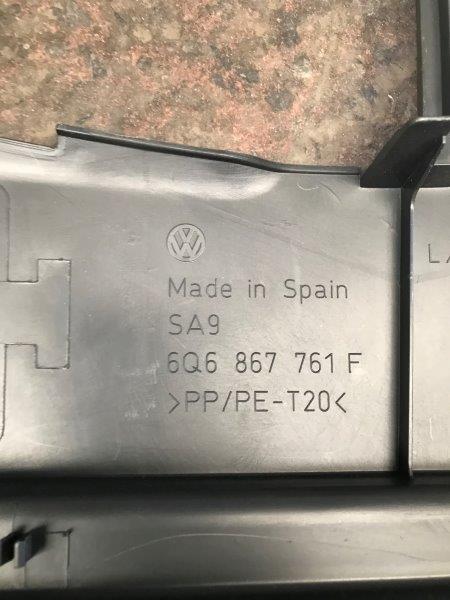 Made in Spain
SA9
6Q6 867 761 F
>PP/PE-T20<